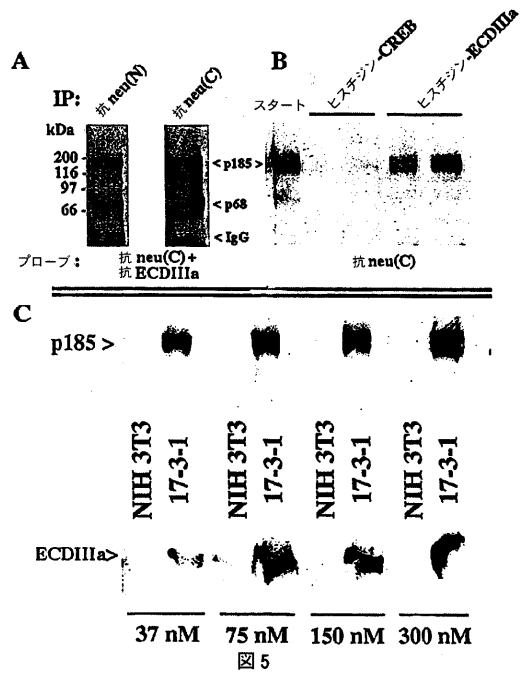 A
IP:
抗 neu(N)
抗 neu(C)
kDa
200
116
97
66
< p185 >
< p68
< IgG
プローブ:
抗 neu(C) +
抗 ECDIIIa
B
スタート
ヒスチジン-CREB
ヒスチジン-ECDIIIa
抗 neu(C)
C
p185 >
NIH 3T3
17-3-1
NIH 3T3
17-3-1
NIH 3T3
17-3-1
NIH 3T3
17-3-1
ECDIIIa>
37 nM
75 nM
150 nM
300 nM
図 5